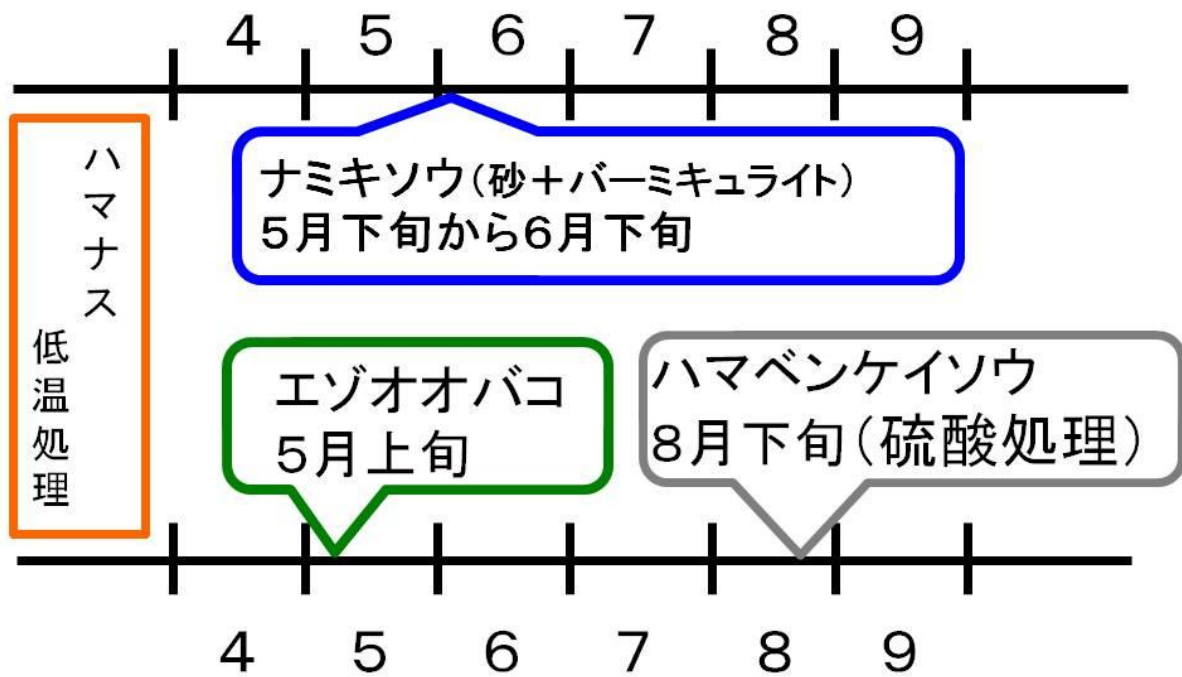 4 5 6 7 8 9
ハマナス
低温処理
ナミキソウ(砂+バーミキュライト)
5月下旬から6月下旬
エゾオオバコ
5月上旬
ハマベンケイソウ
8月下旬(硫酸処理)
4 5 6 7 8 9